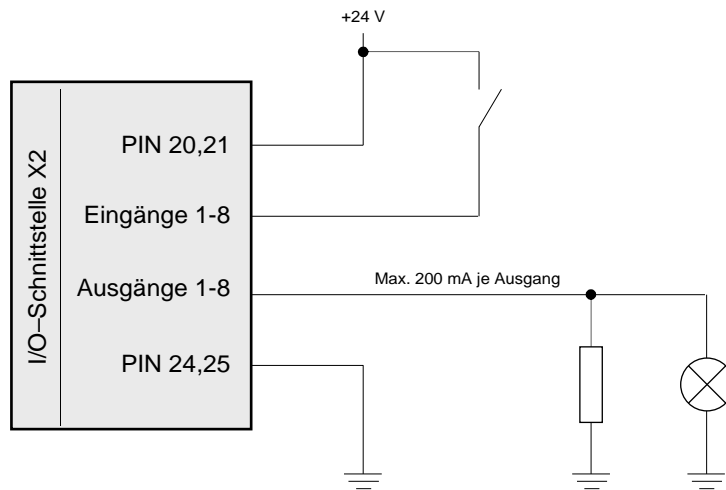 +24 V
I/O–Schnittstelle X2
PIN 20,21
Eingänge 1-8
Ausgänge 1-8
Max. 200 mA je Ausgang
PIN 24,25